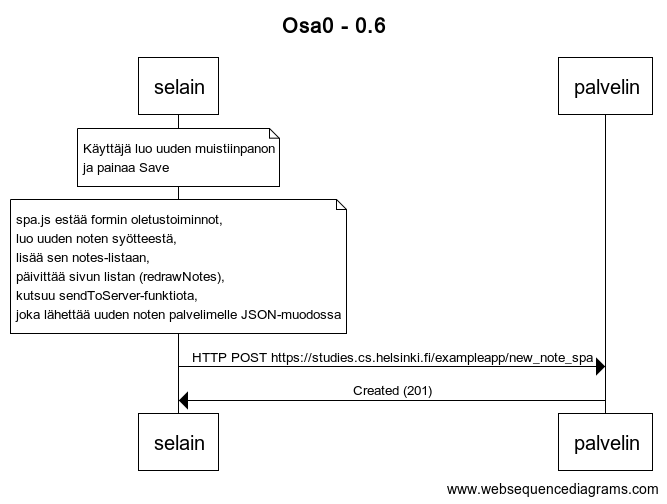 Osa0 - 0.6
selain
palvelin
Käyttäjä luo uuden muistiinpanon
ja painaa Save
spa.js estää formin oletustoiminnot,
luo uuden noten syötteestä,
lisää sen notes-listaan,
päivittää sivun listan (redrawNotes),
kutsuu sendToServer-funktiota,
joka lähettää uuden noten palvelimelle JSON-muodossa
HTTP POST https://studies.cs.helsinki.fi/exampleapp/new_note_spa
Created (201)
selain
palvelin
www.websequencediagrams.com